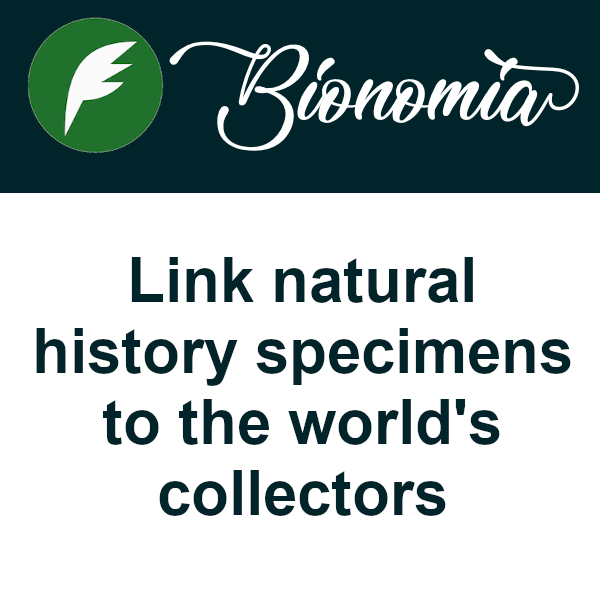 Bionomia
Link natural
history specimens
to the world's
collectors